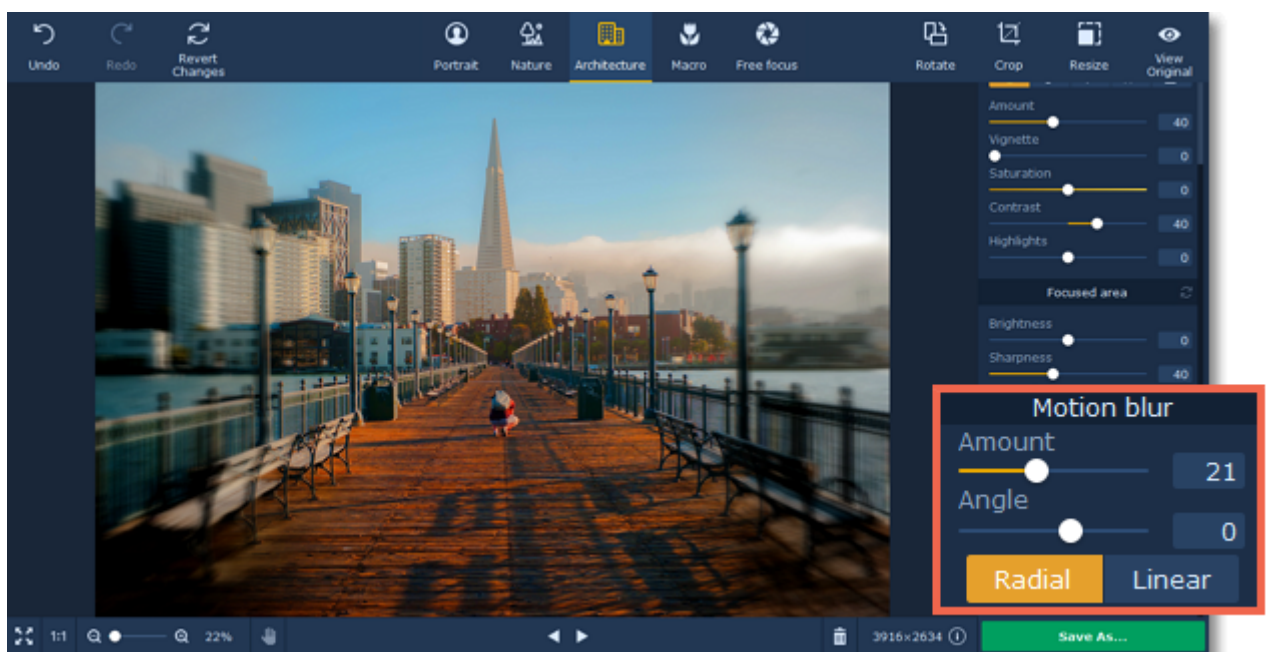 Undo
Redo
Revert
Changes
Portrait
Nature
Architecture
Macro
Free focus
Rotate
Crop
Resize
View
Original
Amount
40
Vignette
0
Saturation
0
Contrast
40
Highlights
0
Focused area
Brightness
0
Sharpness
40
Motion blur
Amount
21
Angle
0
Radial Linear
1:1
22%
3916×2634
Save As...